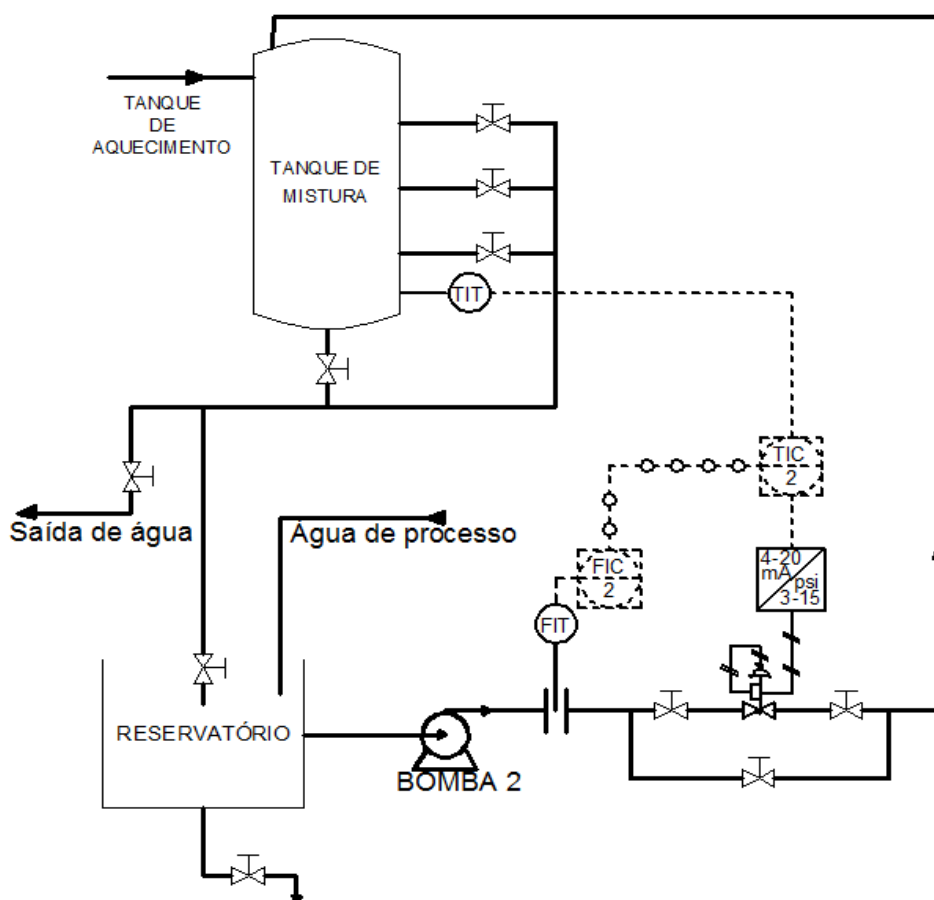 TANQUE
DE
AQUECIMENTO
TANQUE DE
MISTURA
TIT
TIC
2
Saída de água
Água de processo
FIC
2
4-20
mA
psi
3-15
FIT
RESERVATÓRIO
BOMBA 2